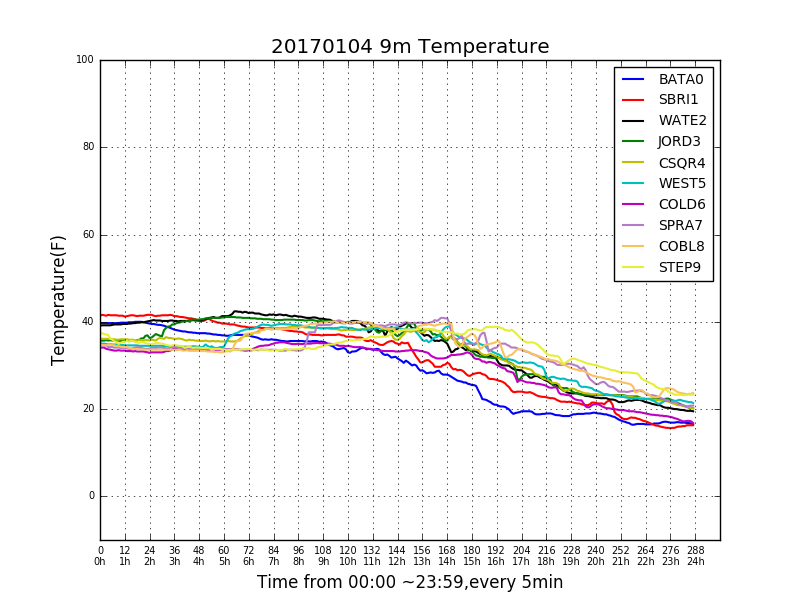 20170104 9m Temperature
100
80
60
40
20
0
Temperature(F)
BATA0
SBRI1
WATE2
JORD3
CSQR4
WEST5
COLD6
SPRA7
COBL8
STEP9
0 12 24 36 48 60 72 84 96 108 120 132 144 156 168 180 192 204 216 228 240 252 264 276 288
0h 1h 2h 3h 4h 5h 6h 7h 8h 9h 10h 11h 12h 13h 14h 15h 16h 17h 18h 19h 20h 21h 22h 23h 24h
Time from 00:00 ~23:59,every 5min